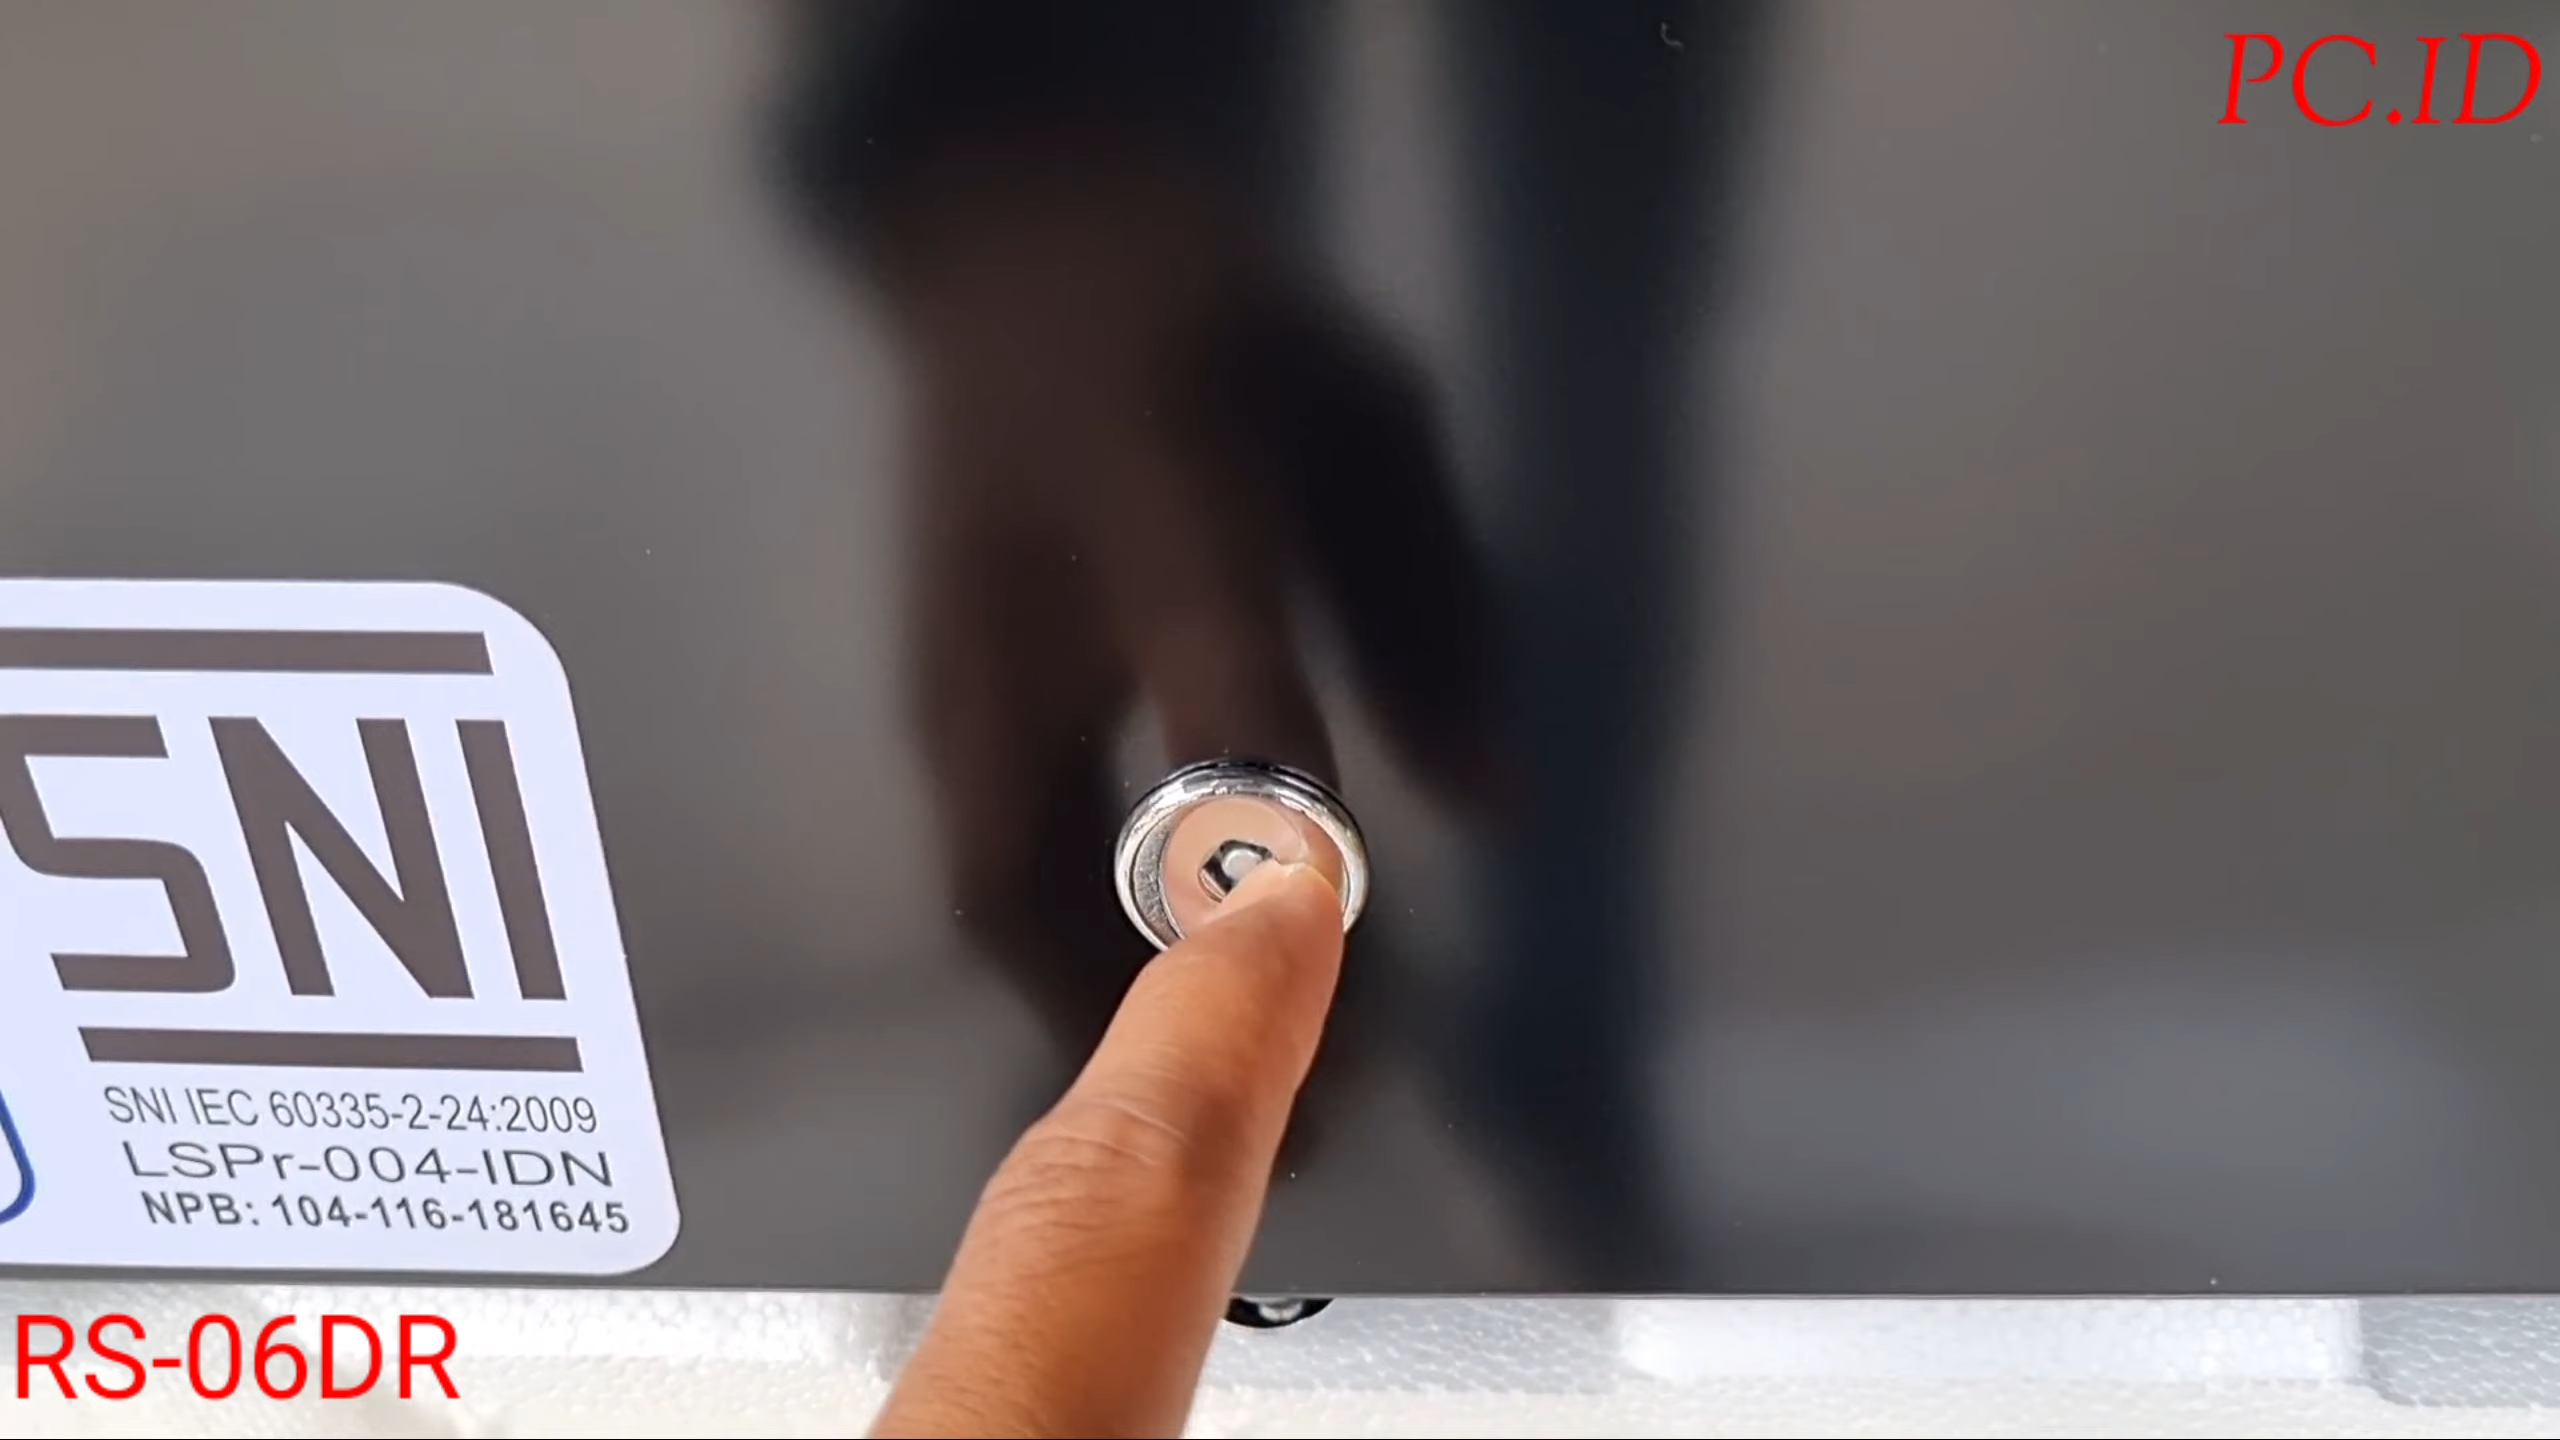 PC.ID
SNI
SNI IEC 60335-2-24:2009
LSPr-004-IDN
NPB: 104-116-181645
RS-06DR